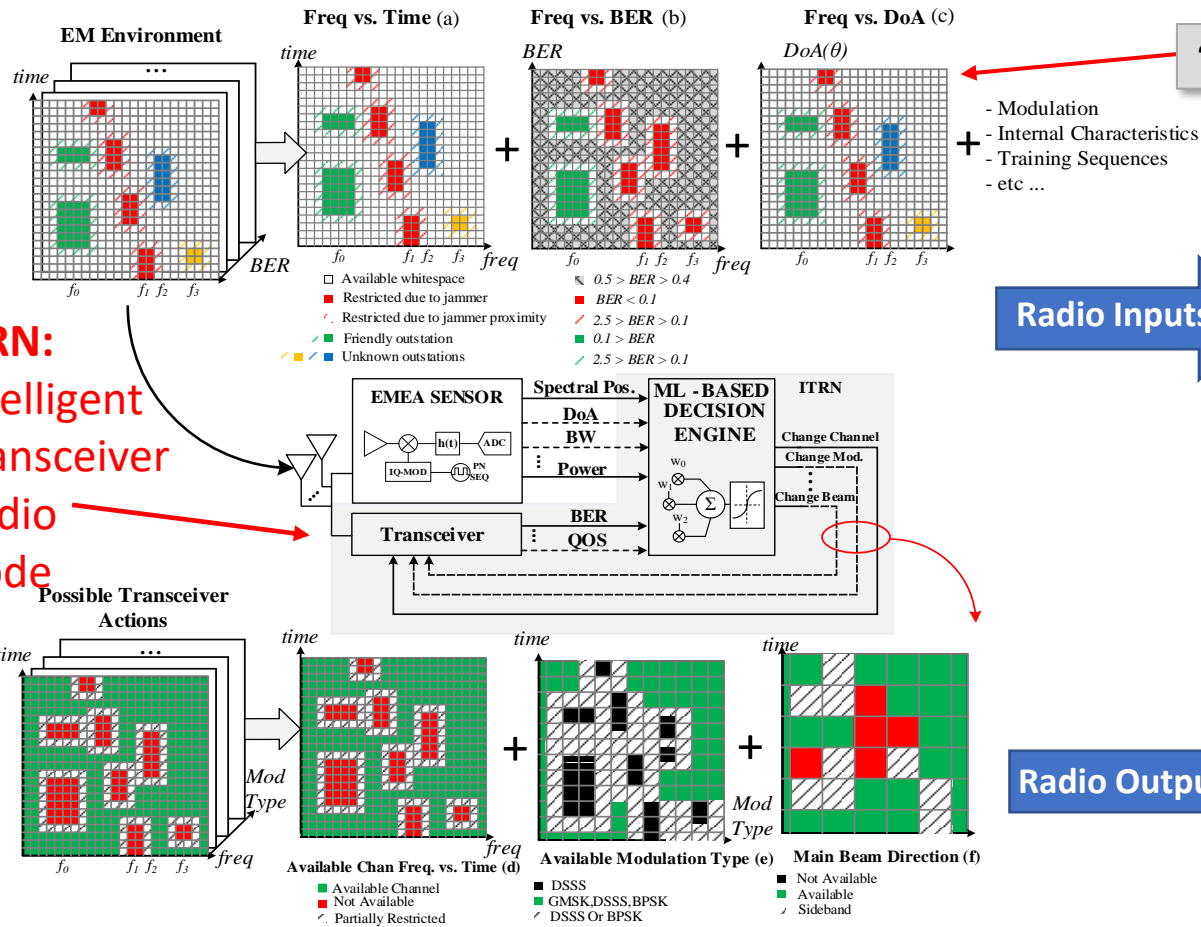 EM Environment
time
...
BER
f₀ f₁ f₂ f₃
Freq vs. Time (a)
time
f₀ f₁ f₂ f₃
freq
Available whitespace
Restricted due to jammer
Restricted due to jammer proximity
Friendly outstation
Unknown outstations
Freq vs. BER (b)
BER
f₀ f₁ f₂ f₃
freq
0.5 > BER > 0.4
BER < 0.1
2.5 > BER > 0.1
0.1 > BER
2.5 > BER > 0.1
Freq vs. DoA (c)
DoA(θ)
f₀ f₁ f₂ f₃
freq
+ + +
- Modulation
- Internal Characteristics
- Training Sequences
- etc ...
Radio Inputs
RN:
elligent
ansceiver
dio
ode
EMEA SENSOR
h(t)
ADC
IQ-MOD
PN
SEQ
Transceiver
Spectral Pos.
DoA
BW
Power
BER
QOS
ML -BASED
DECISION
ENGINE
w₀
w₁
w₂
Σ
ITRN
Change Channel
Change Mod.
Change Beam
Possible Transceiver
Actions
time
...
Mod
Type
freq
f₀ f₁ f₂ f₃
time
freq
Available Chan Freq. vs. Time (d)
Available Channel
Not Available
Partially Restricted
+
time
Mod
Type
Available Modulation Type (e)
DSSS
GMSK,DSSS,BPSK
DSSS Or BPSK
+
time
Main Beam Direction (f)
Not Available
Available
Sideband
Radio Outpu